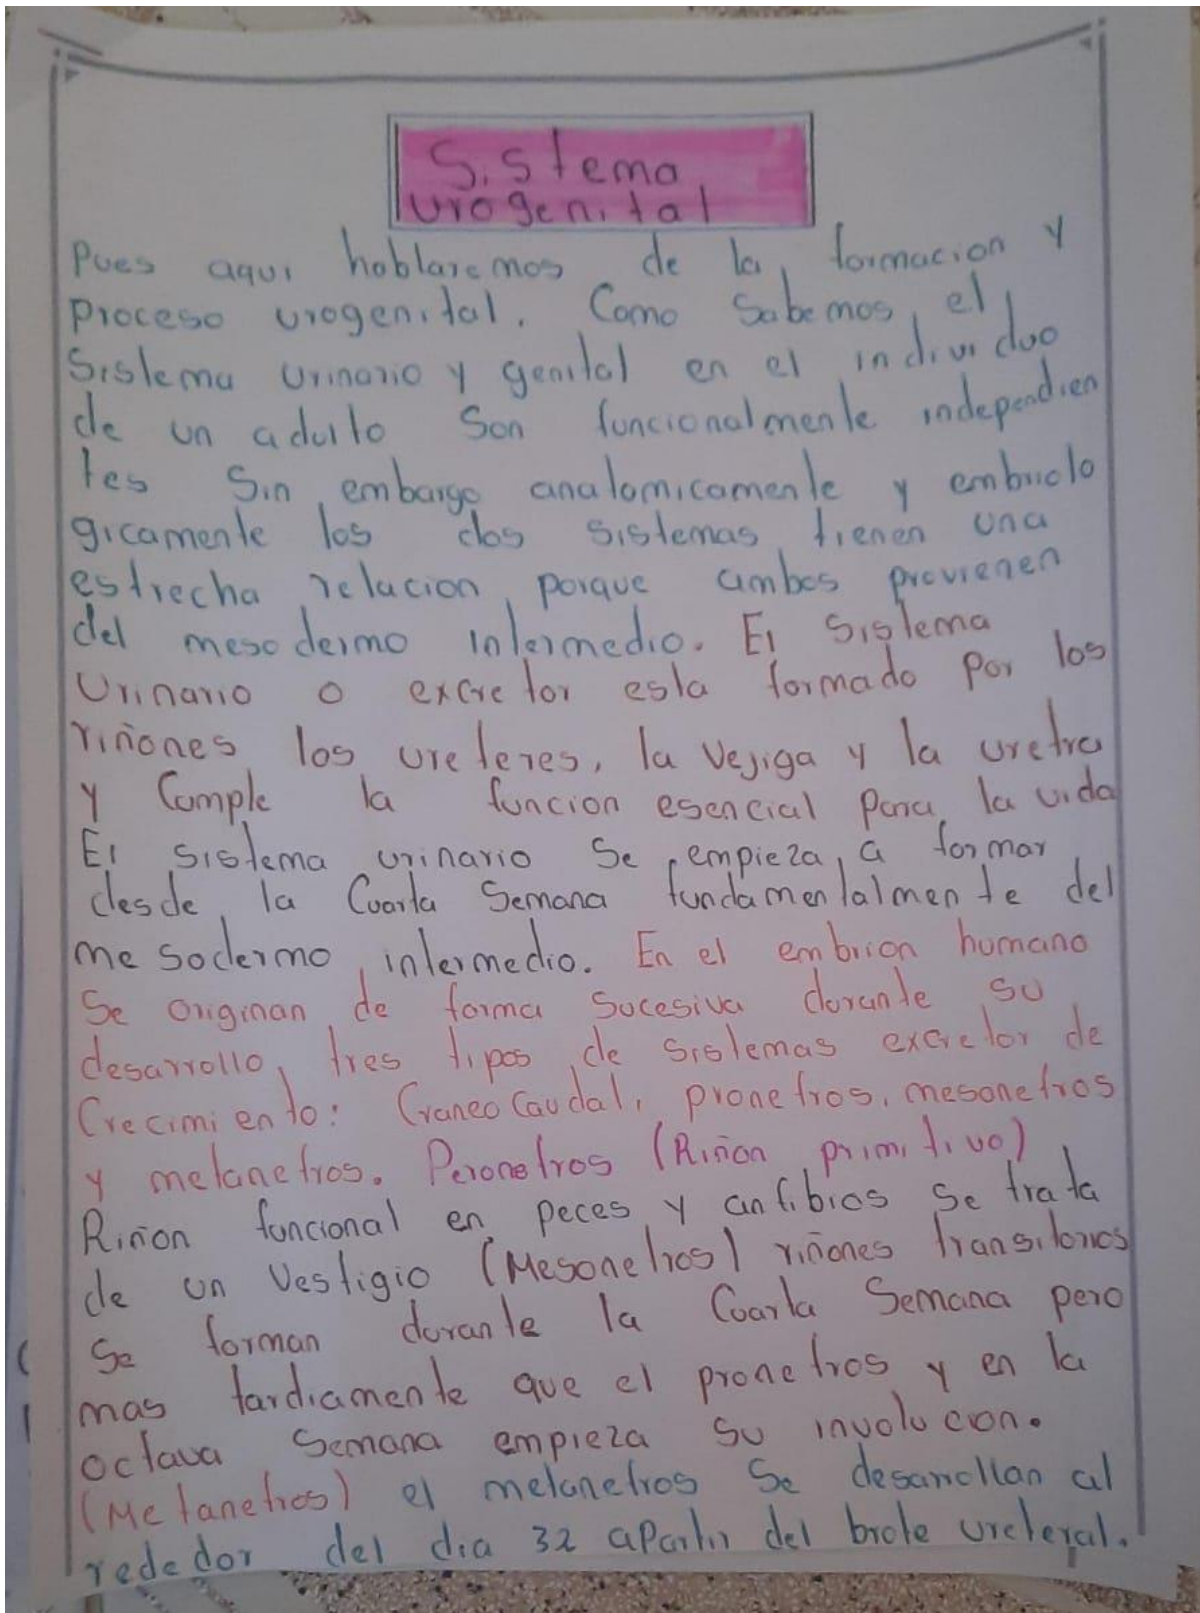 Sistema
urogenital
Pues aqui hablaremos de la formacion y
Proceso urogenital. Como Sabemos, el
Sistema Urinario y genital en el individuo
de un adulto Son funcionalmente independien
tes Sin embargo anatomicamente y embriolo
gicamente los dos Sistemas tienen una
estrecha relacion porque ambos provienen
del mesodermo intermedio. El Sistema
Urinario o excretor esta formado por los
riñones los ureteres, la Vejiga y la uretra
y Cumple la funcion esencial para la vida
El sistema urinario Se empieza a formar
desde la Cuarta Semana fundamentalmente del
mesodermo intermedio. En el embrion humano
Se originan de forma Sucesiva durante su
desarrollo, tres tipos de sistemas excretor de
Crecimiento: Craneo Caudal, pronefros, mesonefros
y metanefros. Peronefros (Riñon primitivo)
Riñon funcional en peces y anfibios Se trata
de un Vestigio (Mesonefros) riñones transitorios
Se forman durante la Cuarta Semana pero
mas tardiamente que el pronefros y en la
octava Semana empieza su involucion.
(Metanefros) el metanefros Se desarrollan al
rededor del dia 32 apartir del brote ureteral.